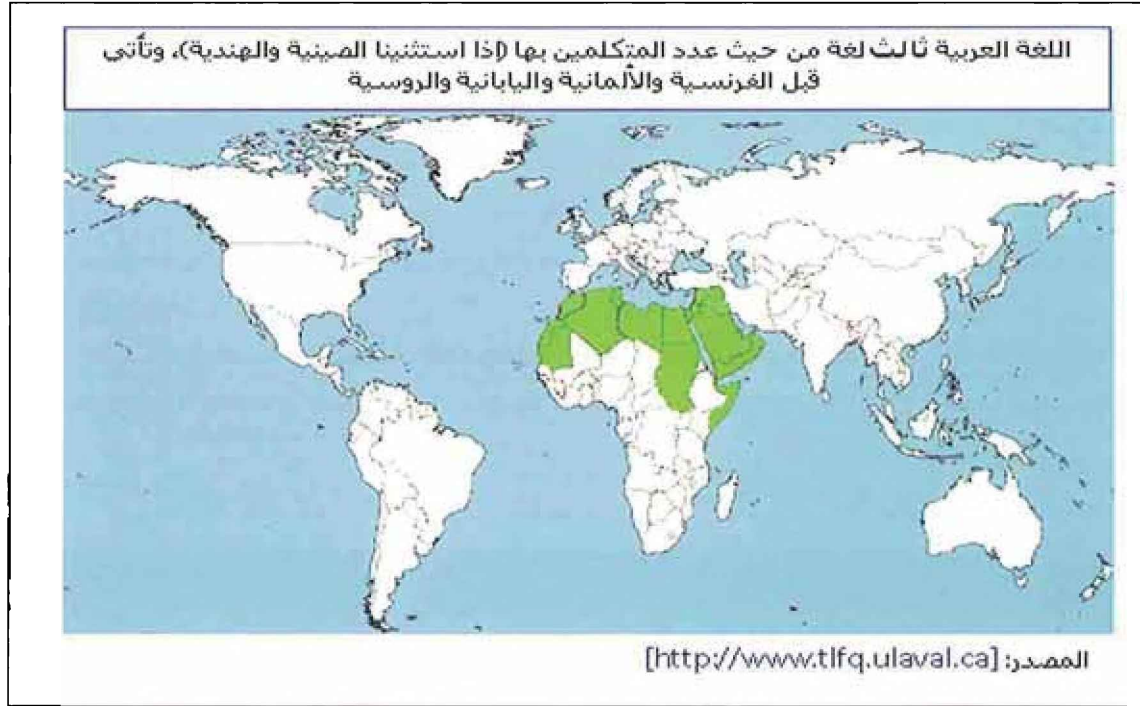 اللغة العربية ثالث لغة من حيث عدد المتكلمين بها (إذا استثنينا الصينية والهندية)، وتأتي
قبل الفرنسية والألمانية واليابانية والروسية
المصدر: [http://www.tlfq.ulaval.ca]